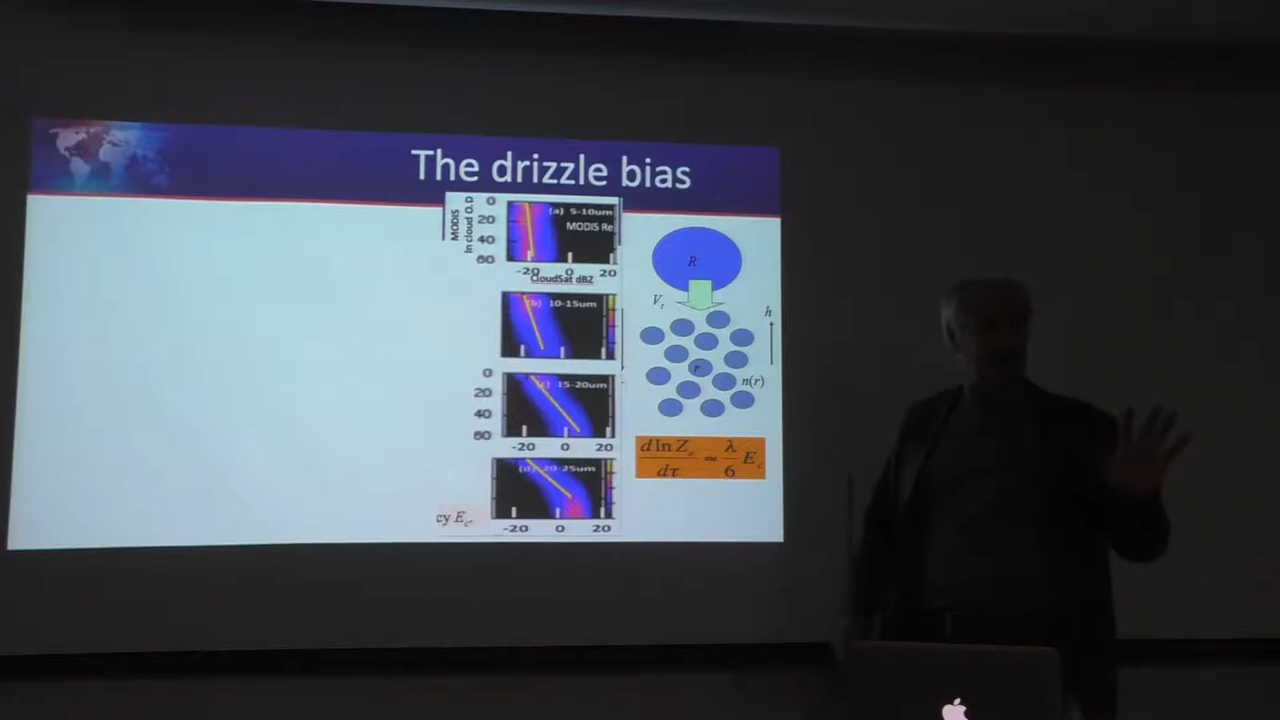 The drizzle bias
MODIS
In cloud O.D
0
20
40
60
(a) 5-10um
MODIS Re
-20 0 20
CloudSat dBZ
(b) 10-15um
0
20
40
60
(c) 15-20um
-20 0 20
(d) 20-25um
-20 0 20
cy E_c
R
V_t
h
r
n(r)
d ln Z_e / dτ = λ/6 E_c